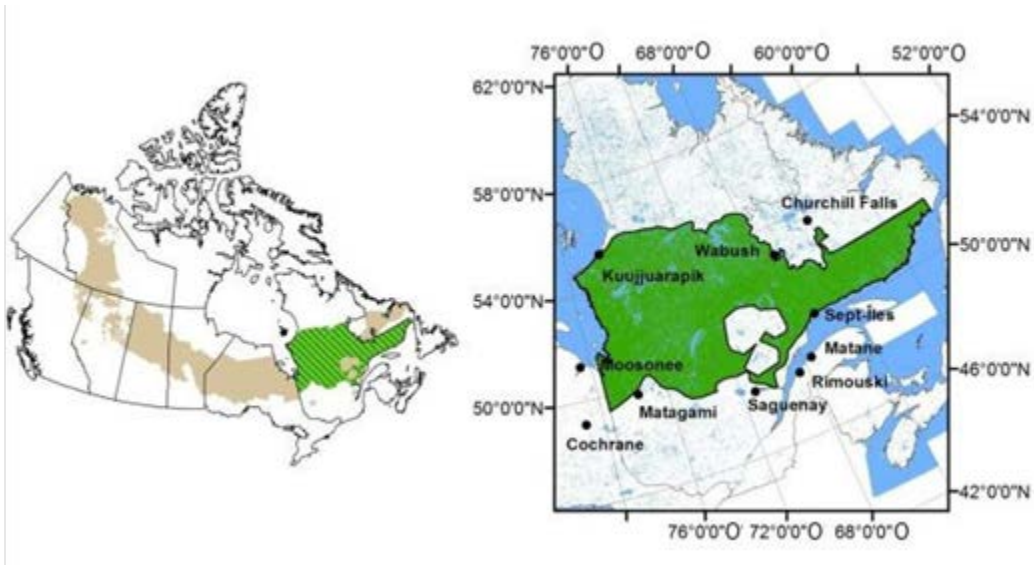 76°0'0"O 68°0'0"O 60°0'0"O 52°0'0"O
62°0'0"N
54°0'0"N
58°0'0"N
Churchill Falls
50°0'0"N
Wabush
Kuujjuarapik
54°0'0"N
Sept-Îles
Matane
Moosonee
46°0'0"N
Rimouski
Saguenay
50°0'0"N
Matagami
Cochrane
42°0'0"N
76°0'0"O 72°0'0"O 68°0'0"O